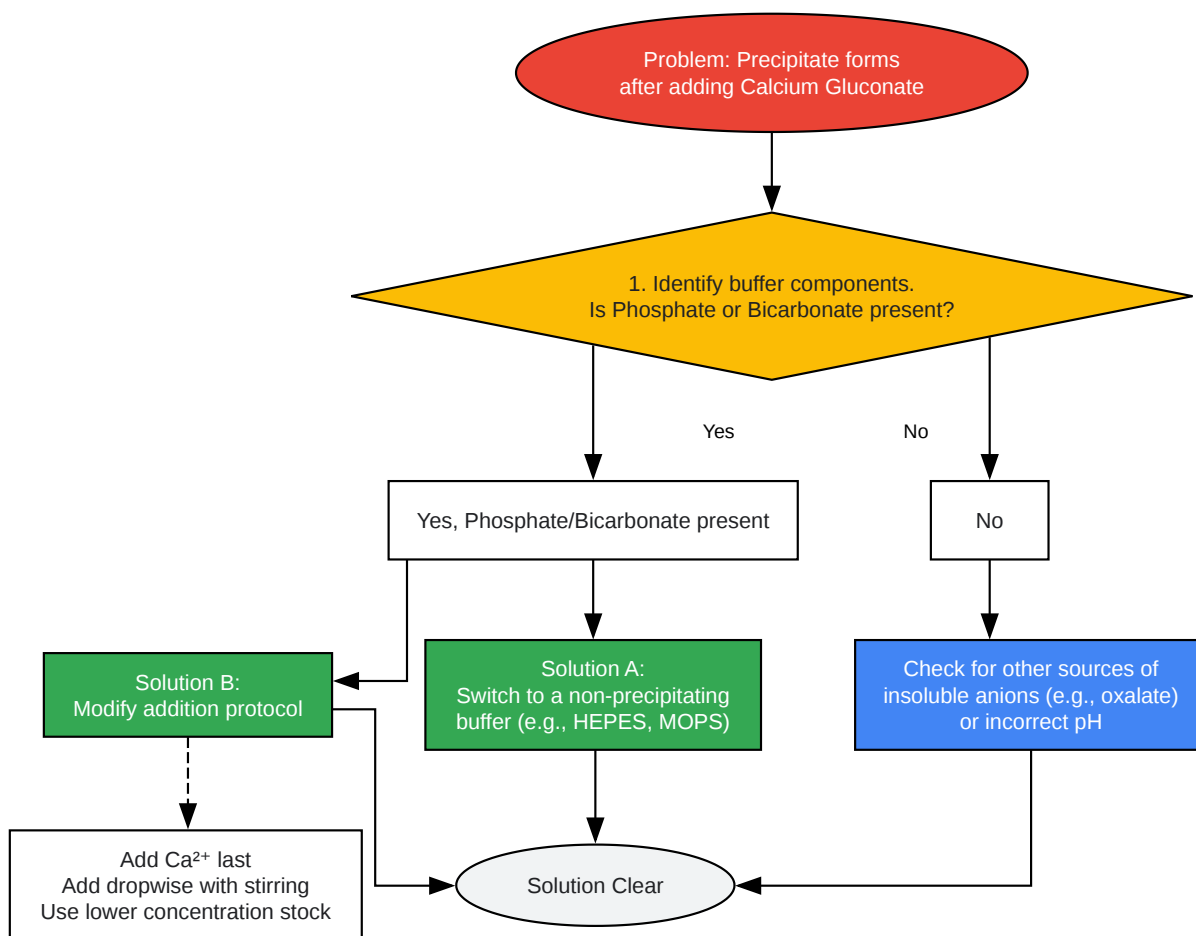 Problem: Precipitate forms
after adding Calcium Gluconate
1. Identify buffer components.
Is Phosphate or Bicarbonate present?
Yes
No
Yes, Phosphate/Bicarbonate present
No
Solution B:
Modify addition protocol
Solution A:
Switch to a non-precipitating
buffer (e.g., HEPES, MOPS)
Check for other sources of
insoluble anions (e.g., oxalate)
or incorrect pH
Add Ca²⁺ last
Add dropwise with stirring
Use lower concentration stock
Solution Clear